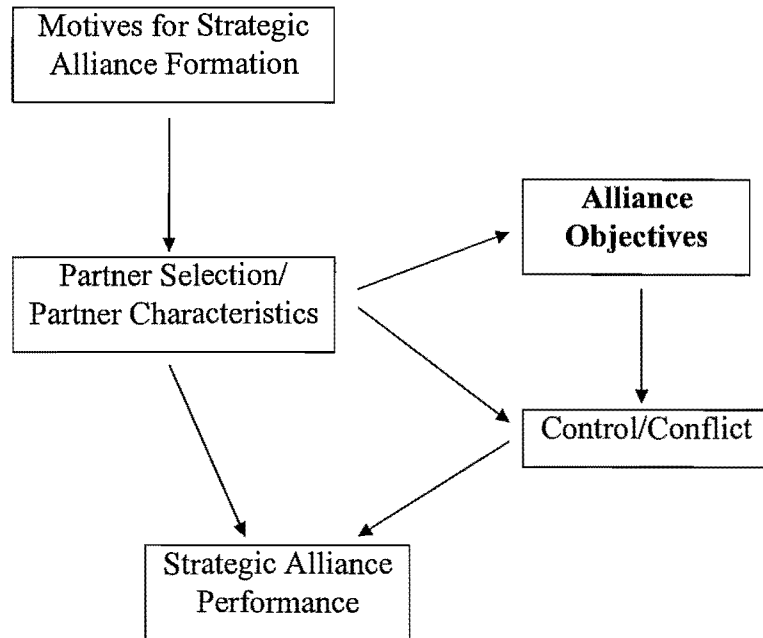 Motives for Strategic
Alliance Formation
Alliance
Objectives
Partner Selection/
Partner Characteristics
Control/Conflict
Strategic Alliance
Performance